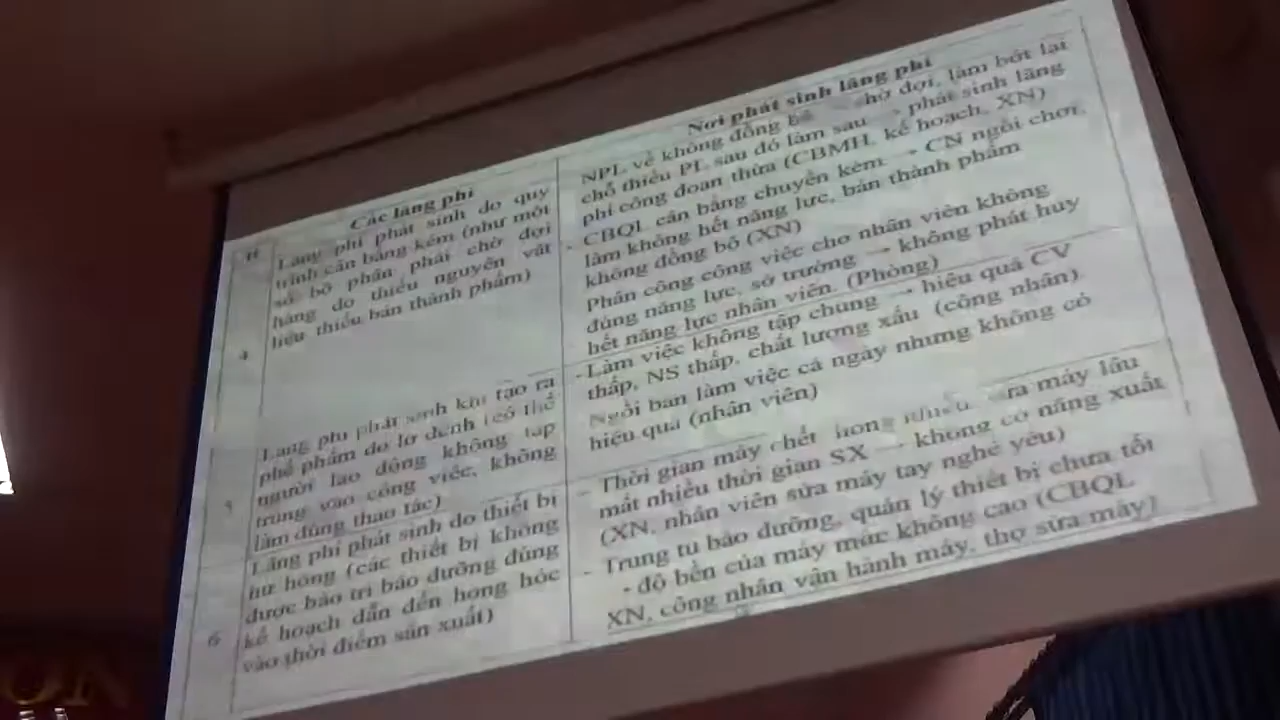 Các lãng phí
Nơi phát sinh lãng phí
Lãng phí phát sinh do quy
trình cân bằng kém (như một
số bộ phận phải chờ đợi
hàng do thiếu nguyên vật
liệu thiếu bán thành phẩm)
4
NPL về không đồng bộ chờ đợi, làm bớt lại
chỗ thiếu PL sau đó làm sau → phát sinh lãng
phí công đoạn thừa (CBMH, kế hoạch, XN)
- CBQL cân bằng chuyền kém → CN ngồi chơi,
làm không hết năng lực, bán thành phẩm
không đồng bộ (XN)
Phân công công việc cho nhân viên không
đúng năng lực, sở trường → không phát huy
hết năng lực nhân viên. (Phòng)
Lãng phí phát sinh khi tạo ra
phế phẩm do lơ đễnh (có thể
người lao động không tập
trung vào công việc, không
làm đúng thao tác)
5
- Làm việc không tập chung → hiệu quả CV
thấp, NS thấp, chất lượng xấu (công nhân)
Ngồi bàn làm việc cả ngày nhưng không có
hiệu quả (nhân viên)
Lãng phí phát sinh do thiết bị
hư hỏng (các thiết bị không
được bảo trì bảo dưỡng đúng
kế hoạch dẫn đến hỏng hóc
vào thời điểm sản xuất)
6
- Thời gian máy chết trong nhiều, sửa máy lâu
mất nhiều thời gian SX → không có năng xuất
(XN, nhân viên sửa máy tay nghề yếu)
- Trung tu bảo dưỡng, quản lý thiết bị chưa tốt
- độ bền của máy móc không cao (CBQL
XN, công nhân vận hành máy, thợ sửa máy)